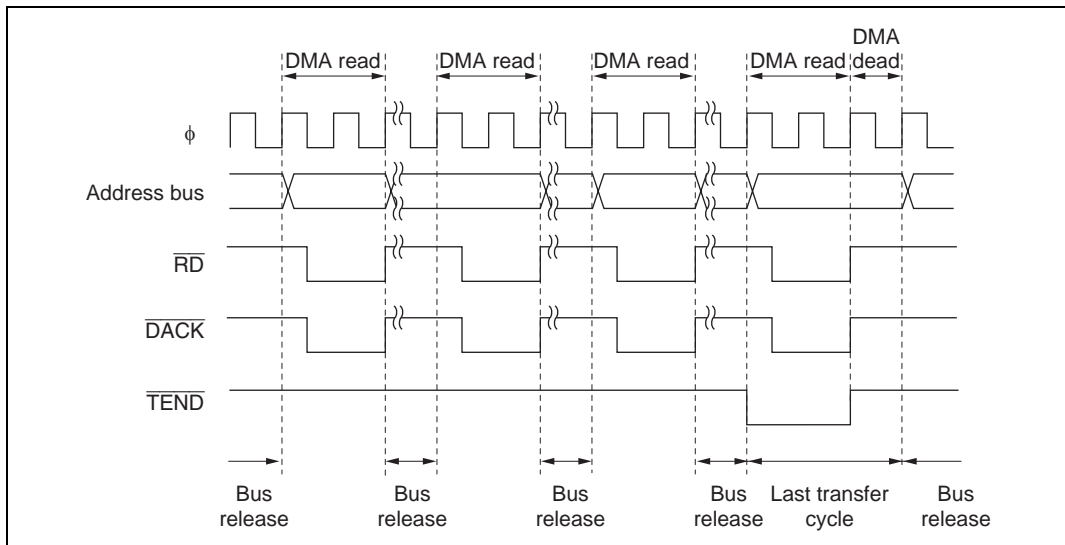 DMA read
DMA read
DMA read
DMA read
DMA
dead
φ
Address bus
RD
DACK
TEND
Bus
release
Bus
release
Bus
release
Bus
release
Last transfer
cycle
Bus
release